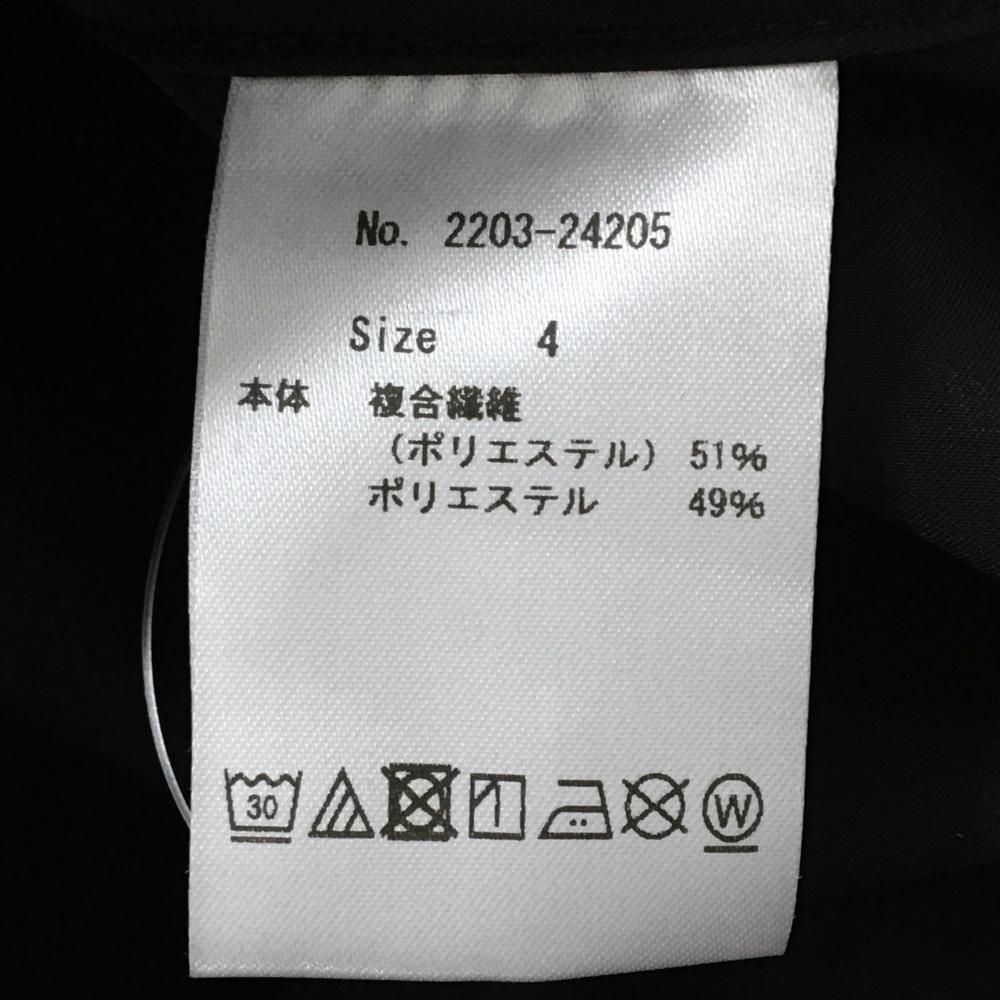 No. 2203-24205
Size 4
本体 複合繊維
(ポリエステル) 51%
ポリエステル 49%
30
W